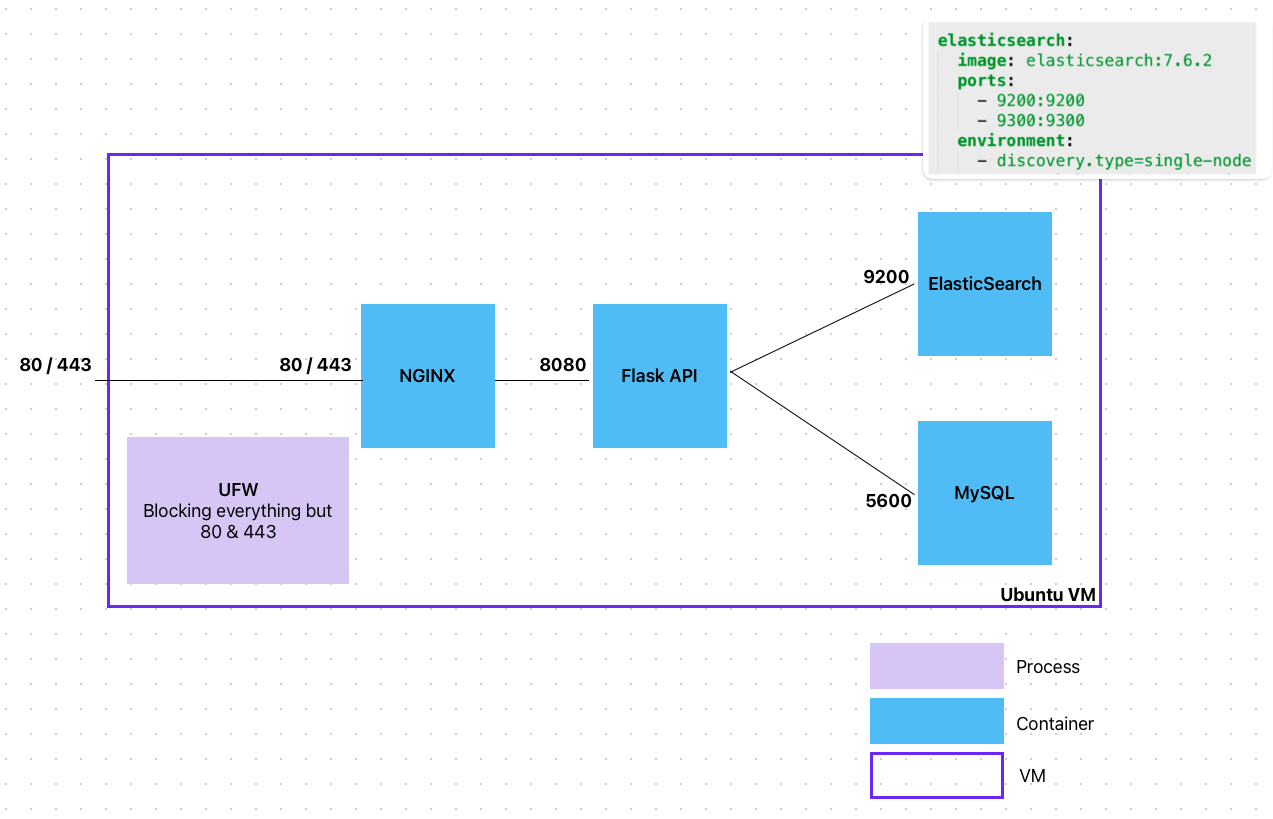 elasticsearch:
image: elasticsearch:7.6.2
ports:
- 9200:9200
- 9300:9300
environment:
- discovery.type=single-node
80 / 443
80 / 443
NGINX
8080
Flask API
9200
ElasticSearch
5600
MySQL
UFW
Blocking everything but
80 & 443
Ubuntu VM
Process
Container
VM